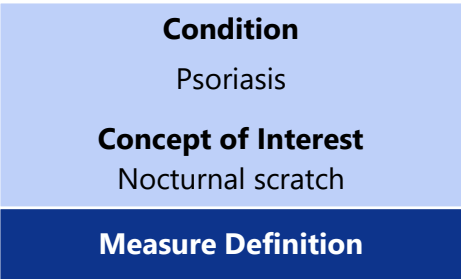 Condition
Psoriasis
Concept of Interest
Nocturnal scratch
Measure Definition